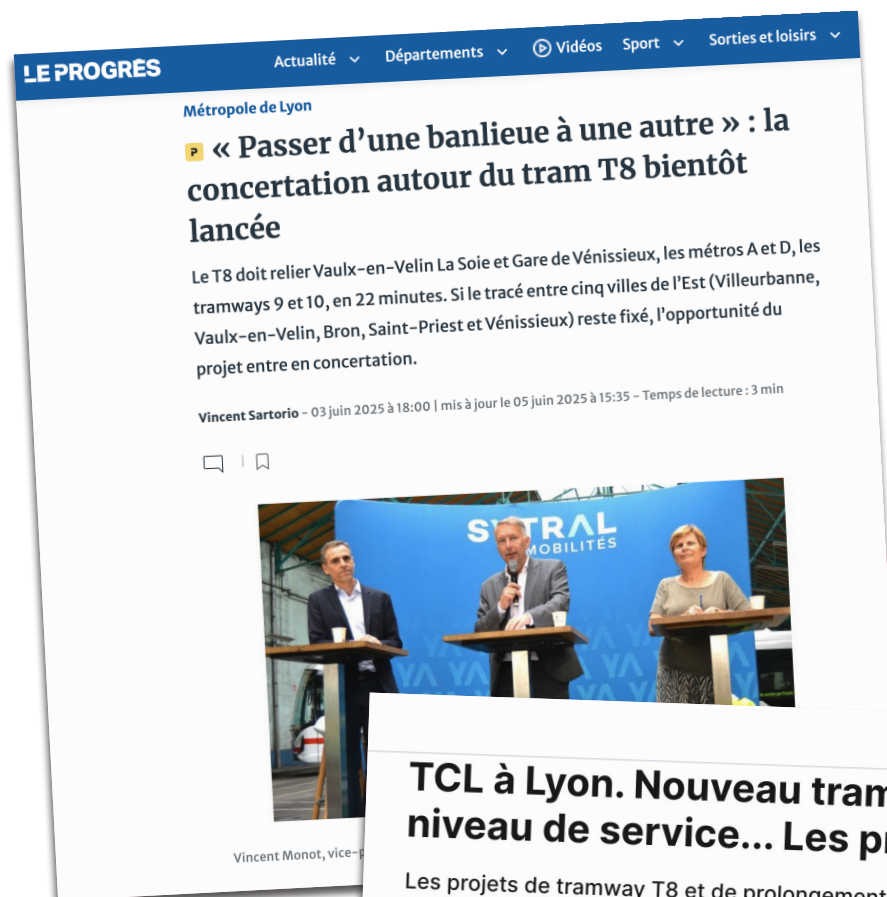 LE PROGRÈS
Actualité
Départements
Vidéos
Sport
Sorties et loisirs
Métropole de Lyon
P « Passer d’une banlieue à une autre » : la
concertation autour du tram T8 bientôt
lancée
Le T8 doit relier Vaulx-en-Velin La Soie et Gare de Vénissieux, les métros A et D, les
tramways 9 et 10, en 22 minutes. Si le tracé entre cinq villes de l’Est (Villeurbanne,
Vaulx-en-Velin, Bron, Saint-Priest et Vénissieux) reste fixé, l’opportunité du
projet entre en concertation.
Vincent Sartorio – 03 juin 2025 à 18:00 | mis à jour le 05 juin 2025 à 15:35 – Temps de lecture : 3 min
MOBILITÉS
Vincent Monot,
TCL à Lyon. Nouveau
niveau de service... Les
Les projets de tramway T8 et de prolongement